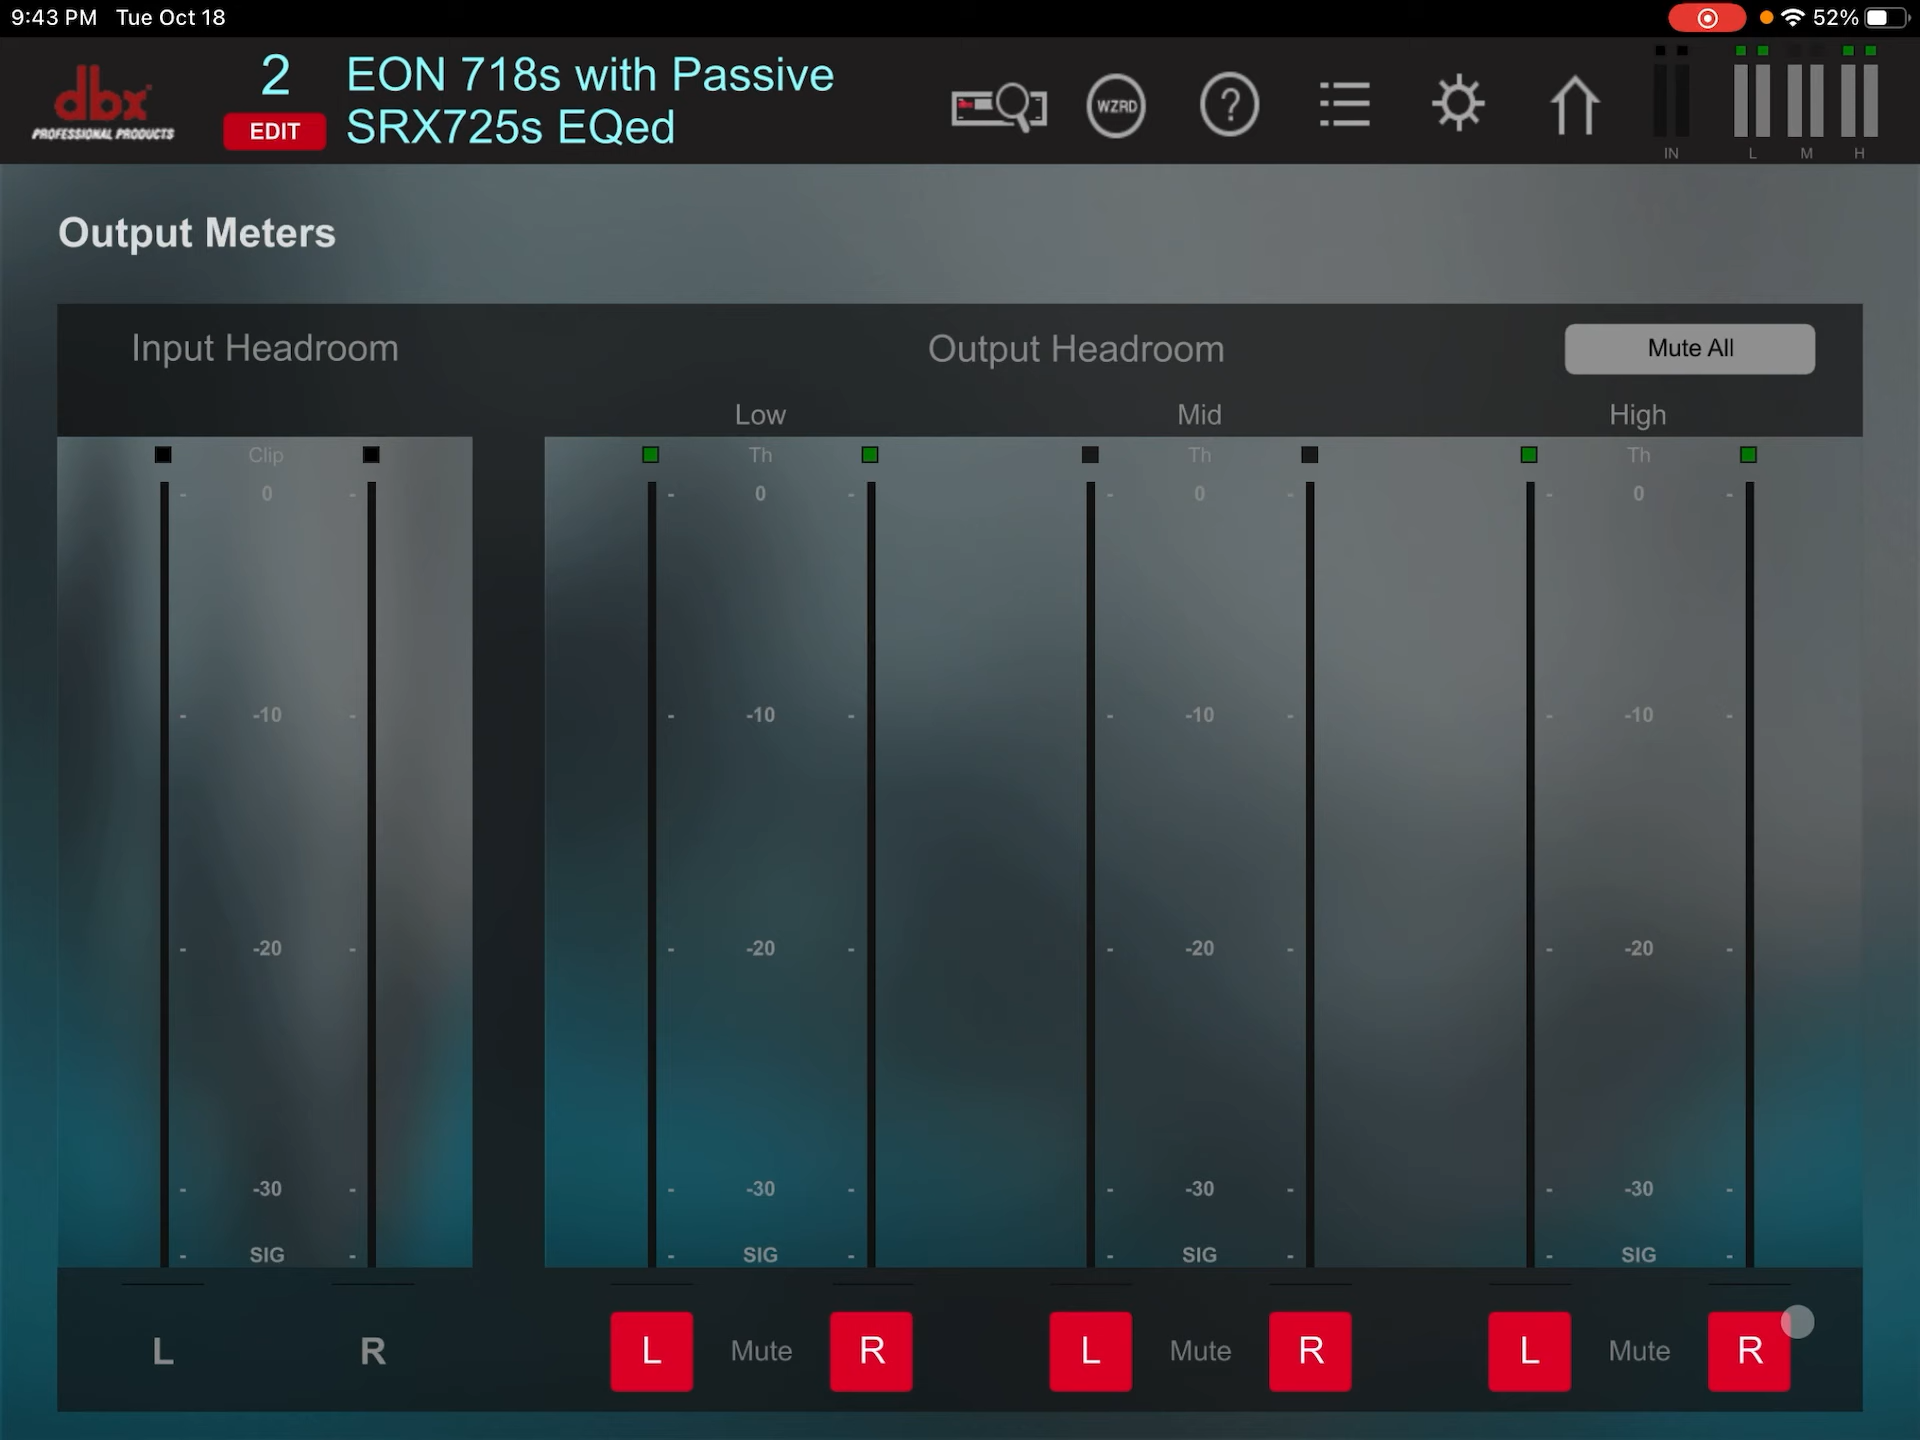 9:43 PM Tue Oct 18
52%
dbx
PROFESSIONAL PRODUCTS
2
EDIT
EON 718s with Passive
SRX725s EQed
WZRD
?
IN L M H
Output Meters
Input Headroom
Output Headroom
Mute All
Low Mid High
Clip Th Th Th
- 0 - - 0 - - 0 - - 0 -
- -10 - - -10 - - -10 - - -10 -
- -20 - - -20 - - -20 - - -20 -
- -30 - - -30 - - -30 - - -30 -
- SIG - - SIG - - SIG - - SIG -
L R L Mute R L Mute R L Mute R